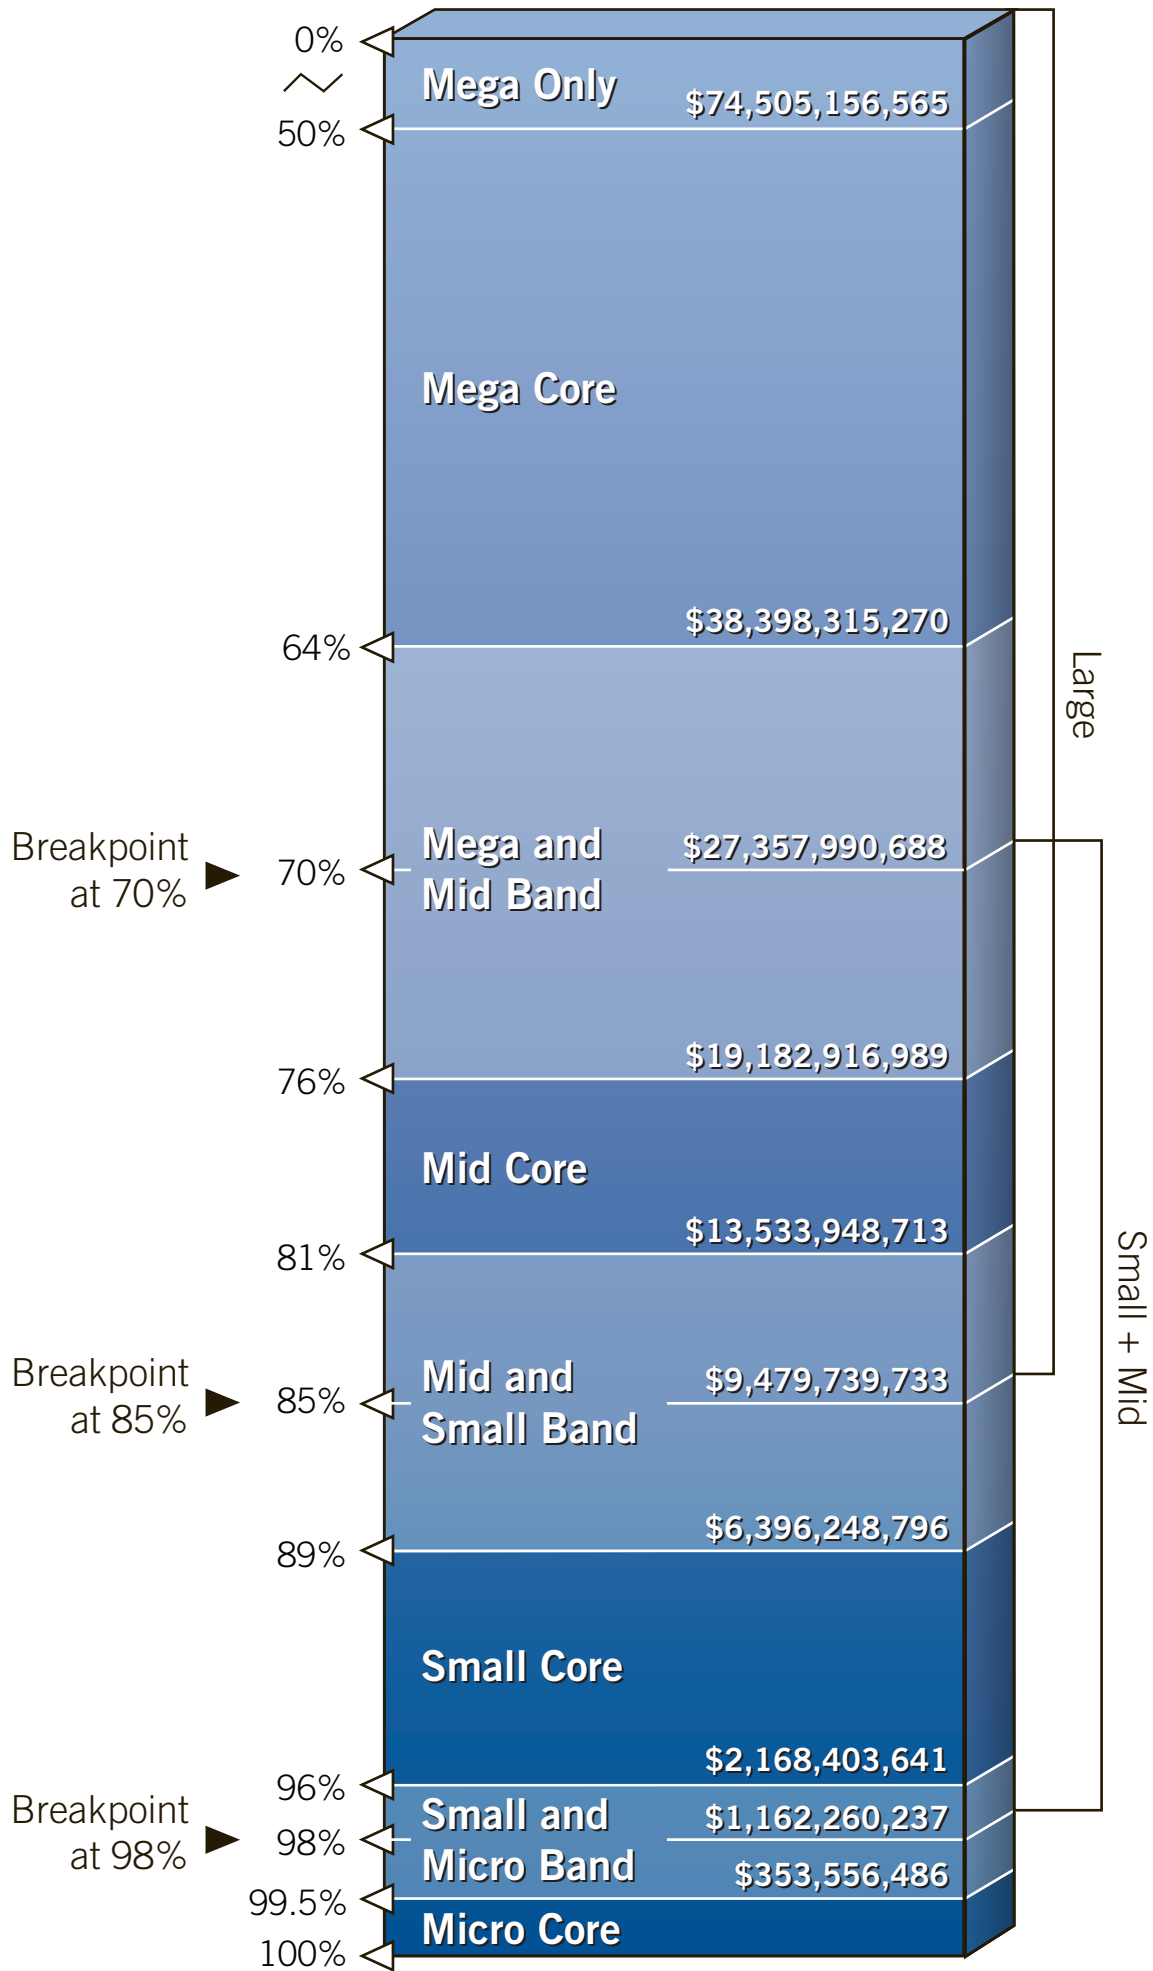 0%
Mega Only
$74,505,156,565
50%
Mega Core
$38,398,315,270
64%
Large
Breakpoint
at 70%
70%
Mega and
Mid Band
$27,357,990,688
$19,182,916,989
76%
Mid Core
$13,533,948,713
81%
Small + Mid
Breakpoint
at 85%
85%
Mid and
Small Band
$9,479,739,733
$6,396,248,796
89%
Small Core
$2,168,403,641
96%
Breakpoint
at 98%
98%
Small and
Micro Band
$1,162,260,237
$353,556,486
99.5%
Micro Core
100%